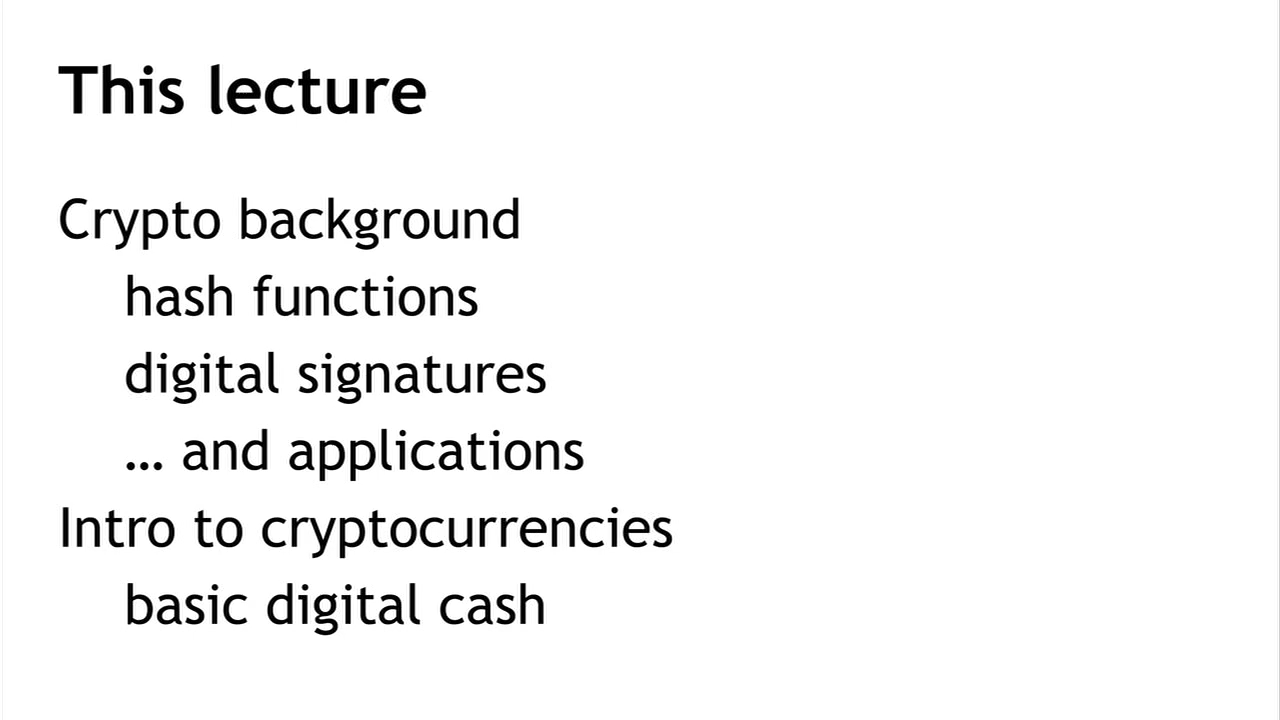 This lecture
Crypto background
hash functions
digital signatures
… and applications
Intro to cryptocurrencies
basic digital cash